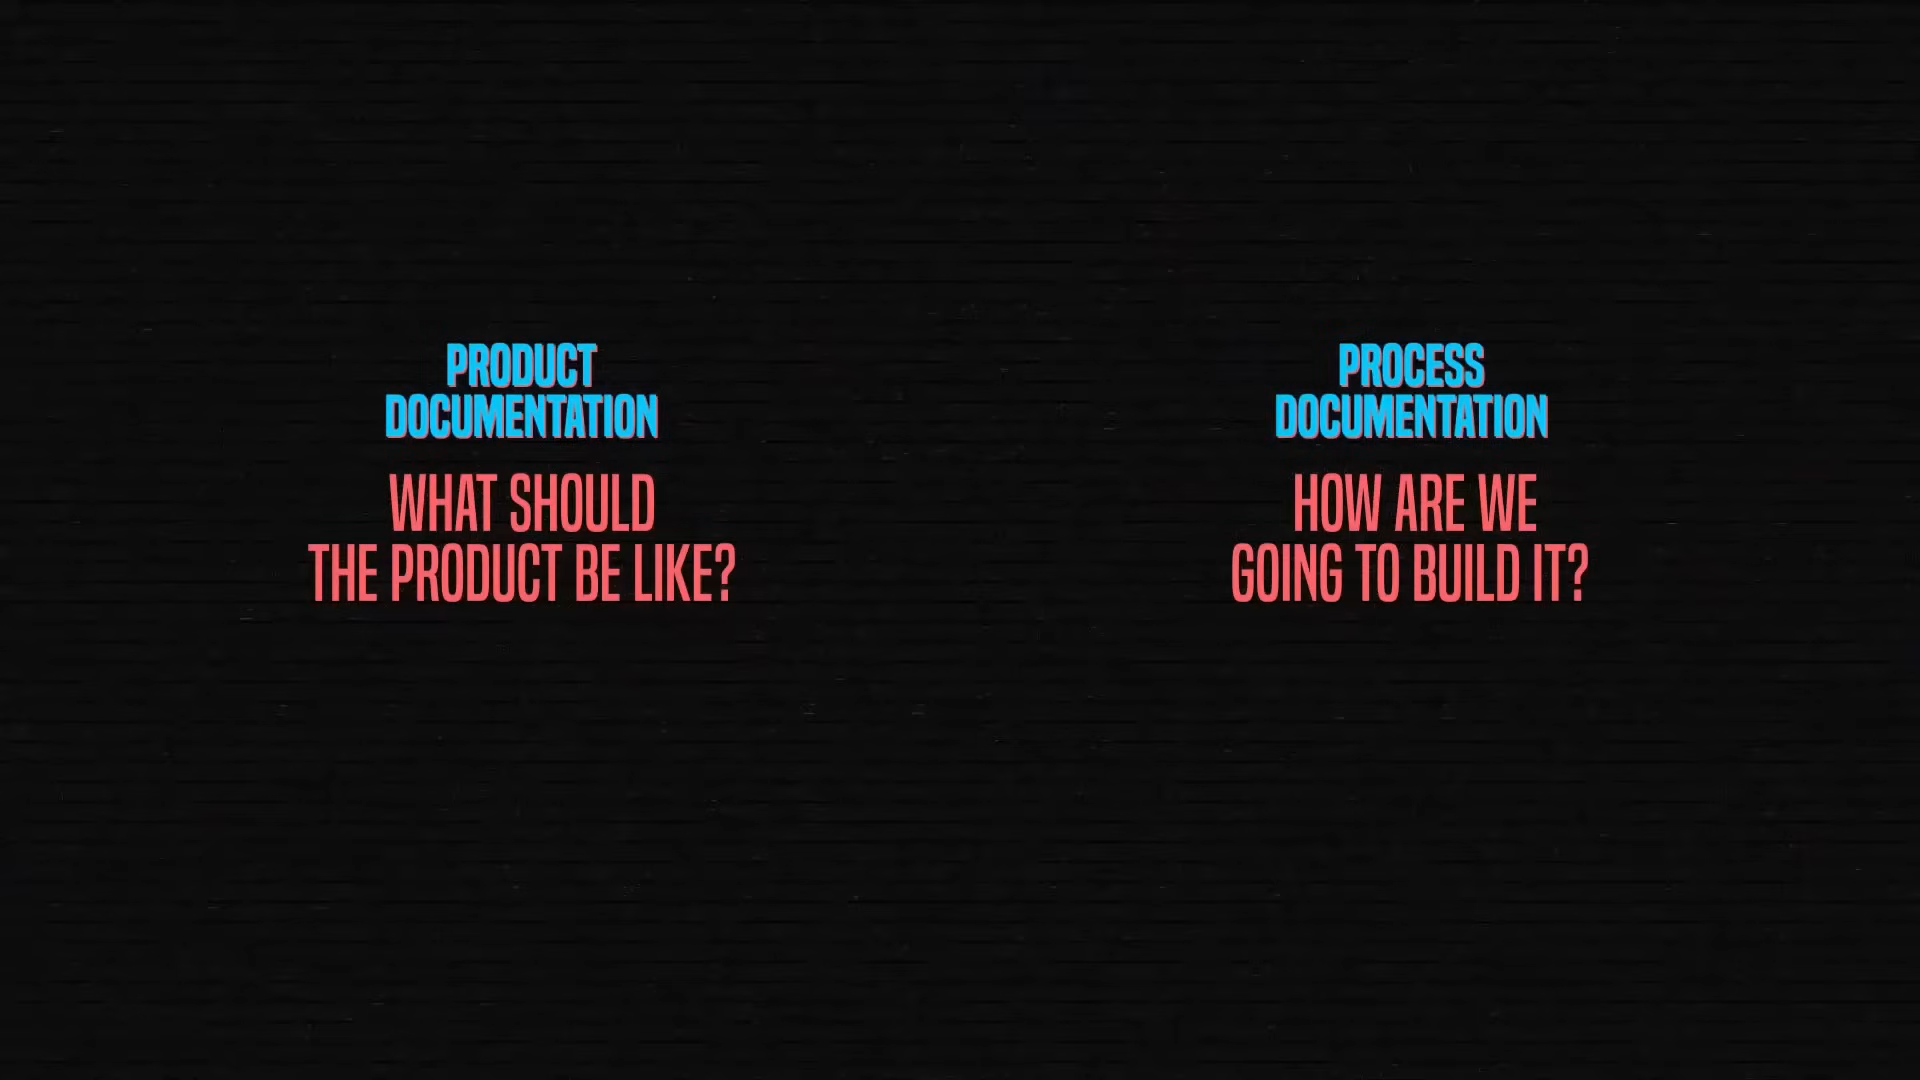 PRODUCT
DOCUMENTATION
WHAT SHOULD
THE PRODUCT BE LIKE?
PROCESS
DOCUMENTATION
HOW ARE WE
GOING TO BUILD IT?